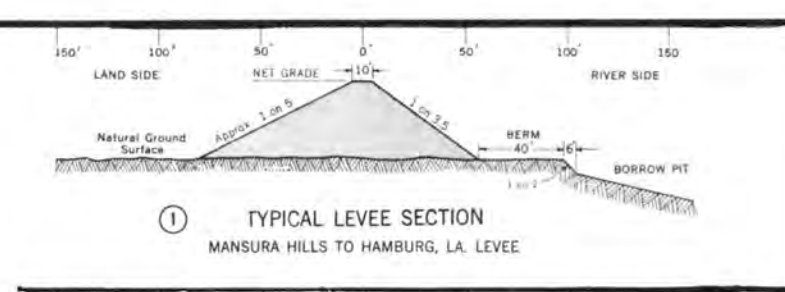 150' 100' 50' 0' 50' 100' 150
LAND SIDE NET GRADE 10' RIVER SIDE
Approx. 1 on 5 1 on 3.5
Natural Ground Surface
BERM
40' 6'
BORROW PIT
1 on 2
① TYPICAL LEVEE SECTION
MANSURA HILLS TO HAMBURG, LA. LEVEE